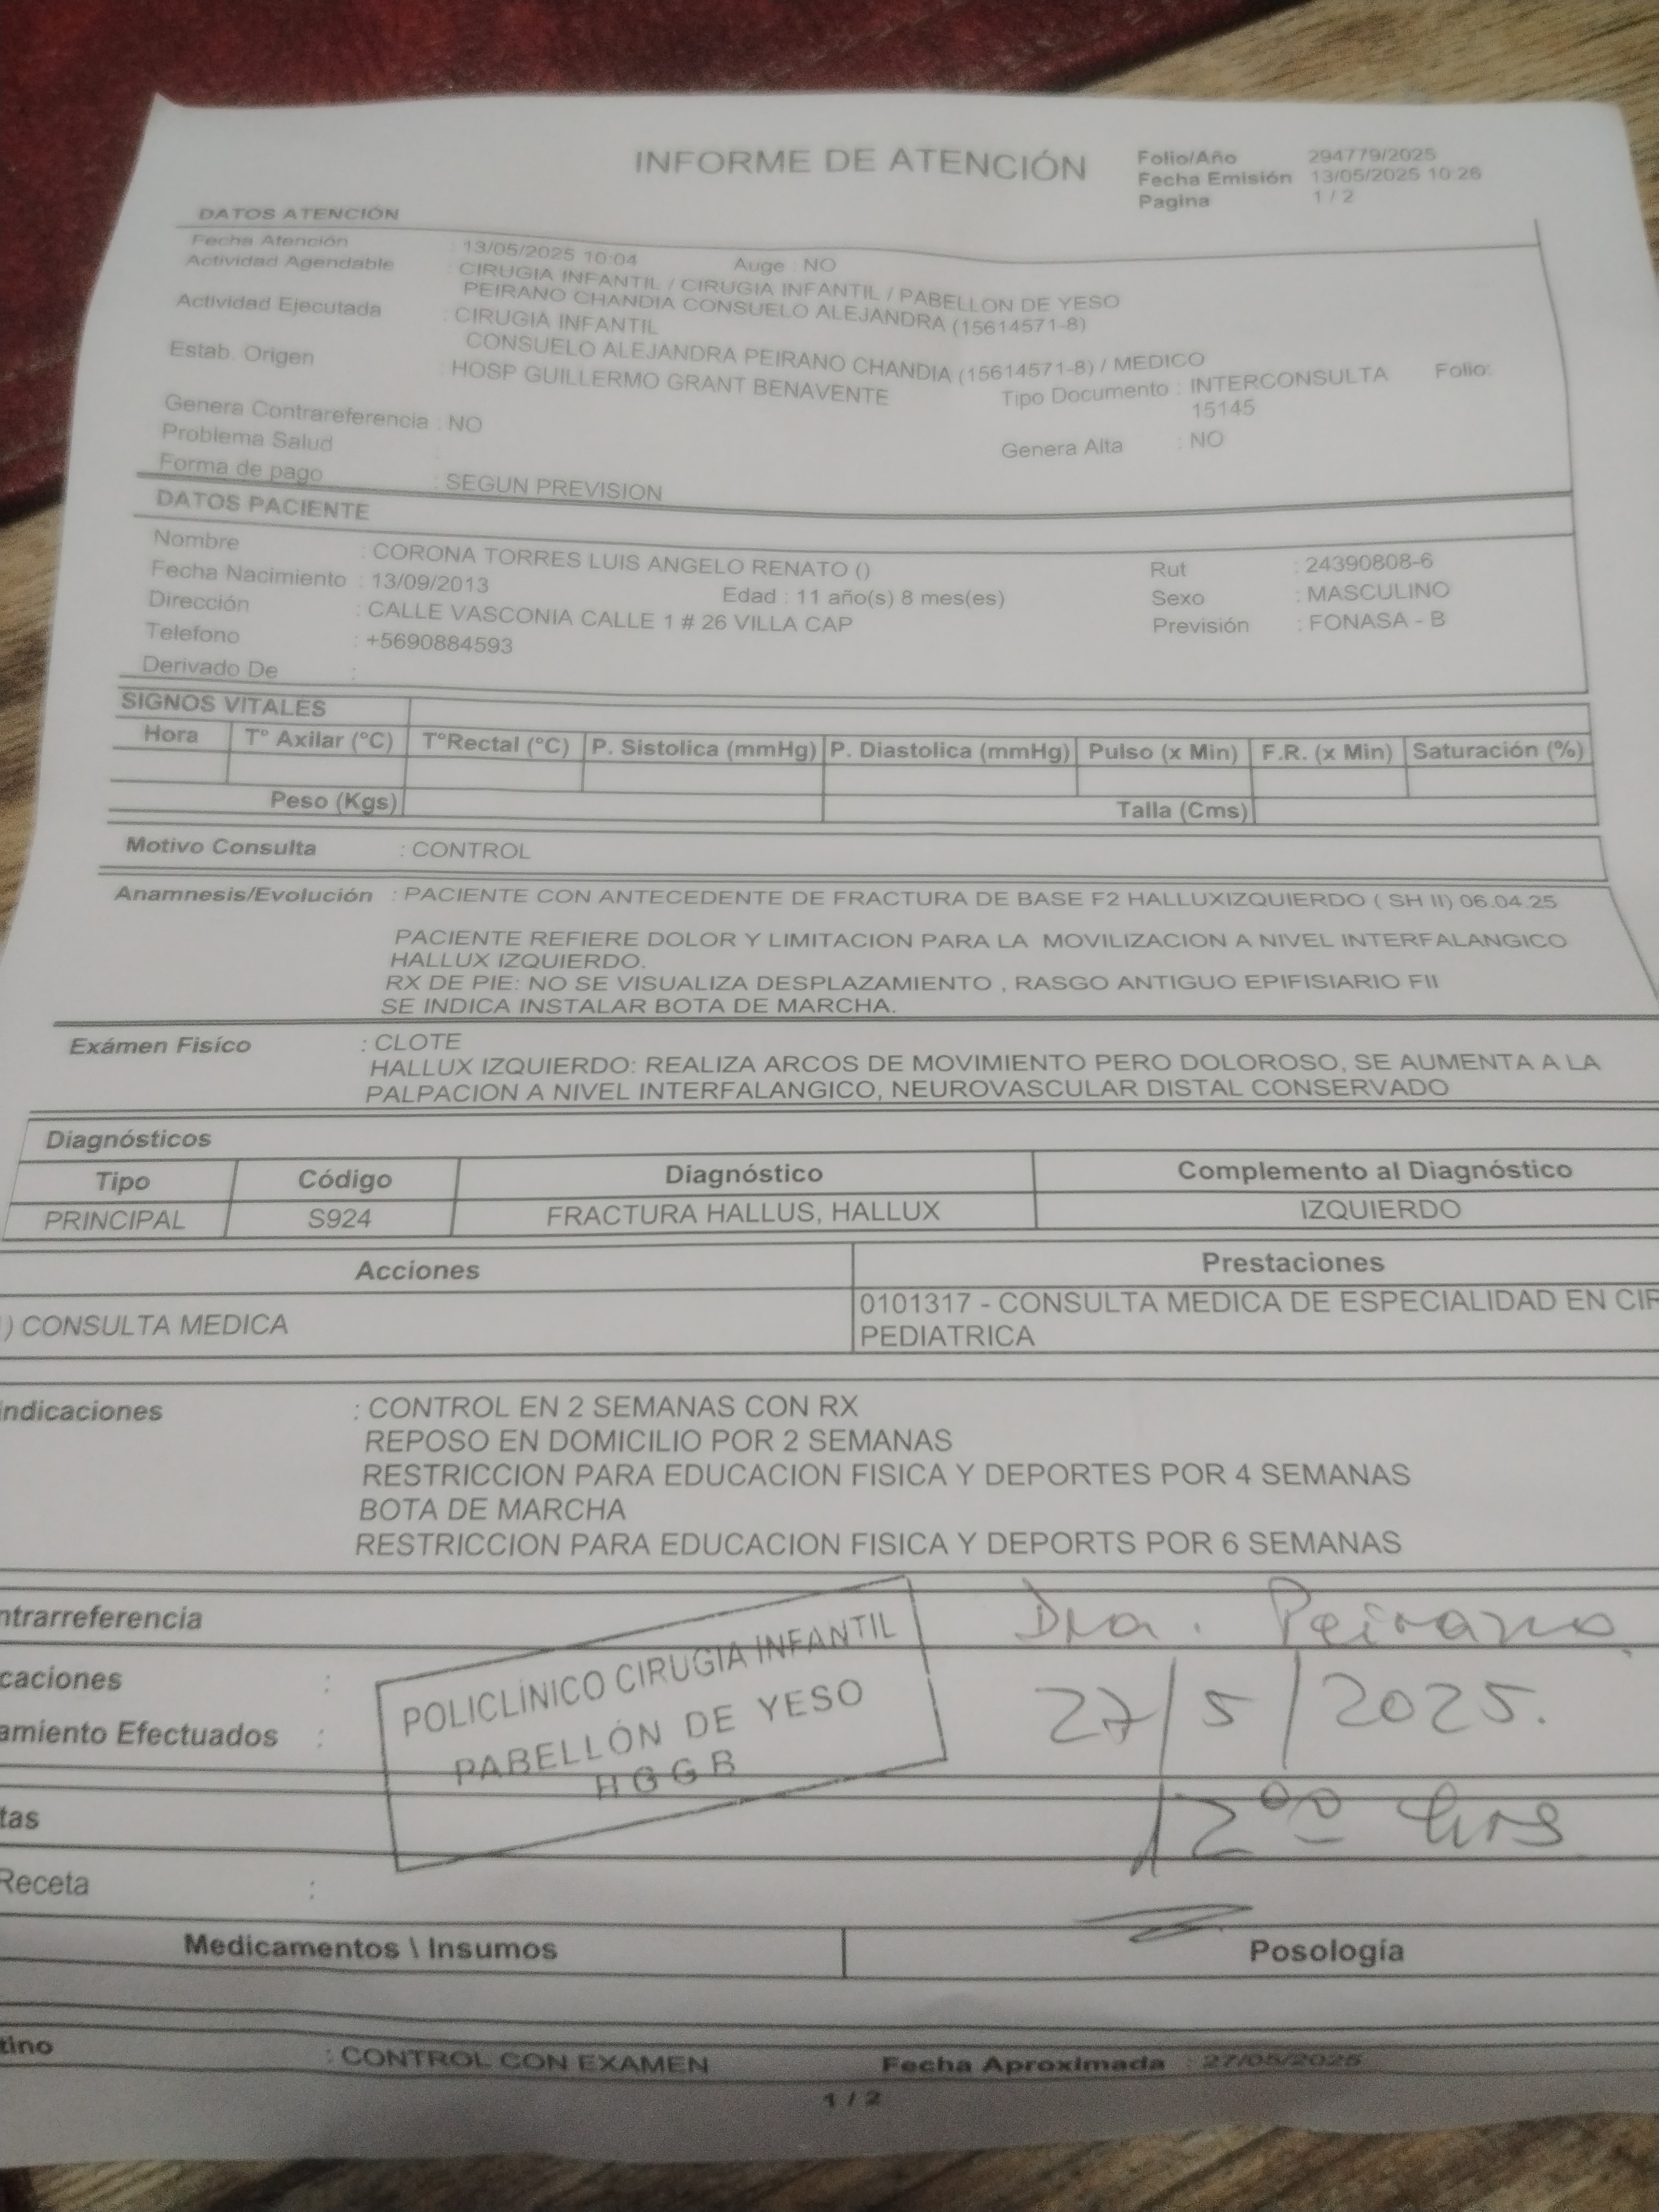 INFORME DE ATENCIÓN
Folio/Año 294779/2025
Fecha Emisión 13/05/2025 10:26
Pagina 1 / 2
DATOS ATENCIÓN
Fecha Atención : 13/05/2025 10:04 Auge : NO
Actividad Agendable : CIRUGIA INFANTIL / CIRUGIA INFANTIL / PABELLON DE YESO
PEIRANO CHANDIA CONSUELO ALEJANDRA (15614571-8)
Actividad Ejecutada : CIRUGIA INFANTIL
CONSUELO ALEJANDRA PEIRANO CHANDIA (15614571-8) / MEDICO
Estab. Origen : HOSP GUILLERMO GRANT BENAVENTE Tipo Documento : INTERCONSULTA Folio:
15145
Genera Contrareferencia : NO Genera Alta : NO
Problema Salud :
Forma de pago : SEGUN PREVISION
DATOS PACIENTE
Nombre : CORONA TORRES LUIS ANGELO RENATO () Rut : 24390808-6
Fecha Nacimiento : 13/09/2013 Edad : 11 año(s) 8 mes(es) Sexo : MASCULINO
Dirección : CALLE VASCONIA CALLE 1 # 26 VILLA CAP Previsión : FONASA - B
Telefono : +5690884593
Derivado De :
SIGNOS VITALES
Hora T° Axilar (°C) T°Rectal (°C) P. Sistolica (mmHg) P. Diastolica (mmHg) Pulso (x Min) F.R. (x Min) Saturación (%)
Peso (Kgs) Talla (Cms)
Motivo Consulta : CONTROL
Anamnesis/Evolución : PACIENTE CON ANTECEDENTE DE FRACTURA DE BASE F2 HALLUXIZQUIERDO ( SH II) 06.04.25
PACIENTE REFIERE DOLOR Y LIMITACION PARA LA MOVILIZACION A NIVEL INTERFALANGICO
HALLUX IZQUIERDO.
RX DE PIE: NO SE VISUALIZA DESPLAZAMIENTO , RASGO ANTIGUO EPIFISIARIO FII
SE INDICA INSTALAR BOTA DE MARCHA.
Exámen Fisíco : CLOTE
HALLUX IZQUIERDO: REALIZA ARCOS DE MOVIMIENTO PERO DOLOROSO, SE AUMENTA A LA
PALPACION A NIVEL INTERFALANGICO, NEUROVASCULAR DISTAL CONSERVADO
Diagnósticos
Tipo Código Diagnóstico Complemento al Diagnóstico
PRINCIPAL S924 FRACTURA HALLUS, HALLUX IZQUIERDO
Acciones Prestaciones
) CONSULTA MEDICA 0101317 - CONSULTA MEDICA DE ESPECIALIDAD EN CIR
PEDIATRICA
Indicaciones : CONTROL EN 2 SEMANAS CON RX
REPOSO EN DOMICILIO POR 2 SEMANAS
RESTRICCION PARA EDUCACION FISICA Y DEPORTES POR 4 SEMANAS
BOTA DE MARCHA
RESTRICCION PARA EDUCACION FISICA Y DEPORTS POR 6 SEMANAS
ntrarreferencia
caciones :
amiento Efectuados :
POLICLÍNICO CIRUGIA INFANTIL
PABELLÓN DE YESO
HGGB
Dra. Peirano
27/5/2025.
12⁰⁰ hrs
tas
Receta :
Medicamentos \ Insumos Posología
tino : CONTROL CON EXAMEN Fecha Aproximada : 27/05/2025
1 / 2